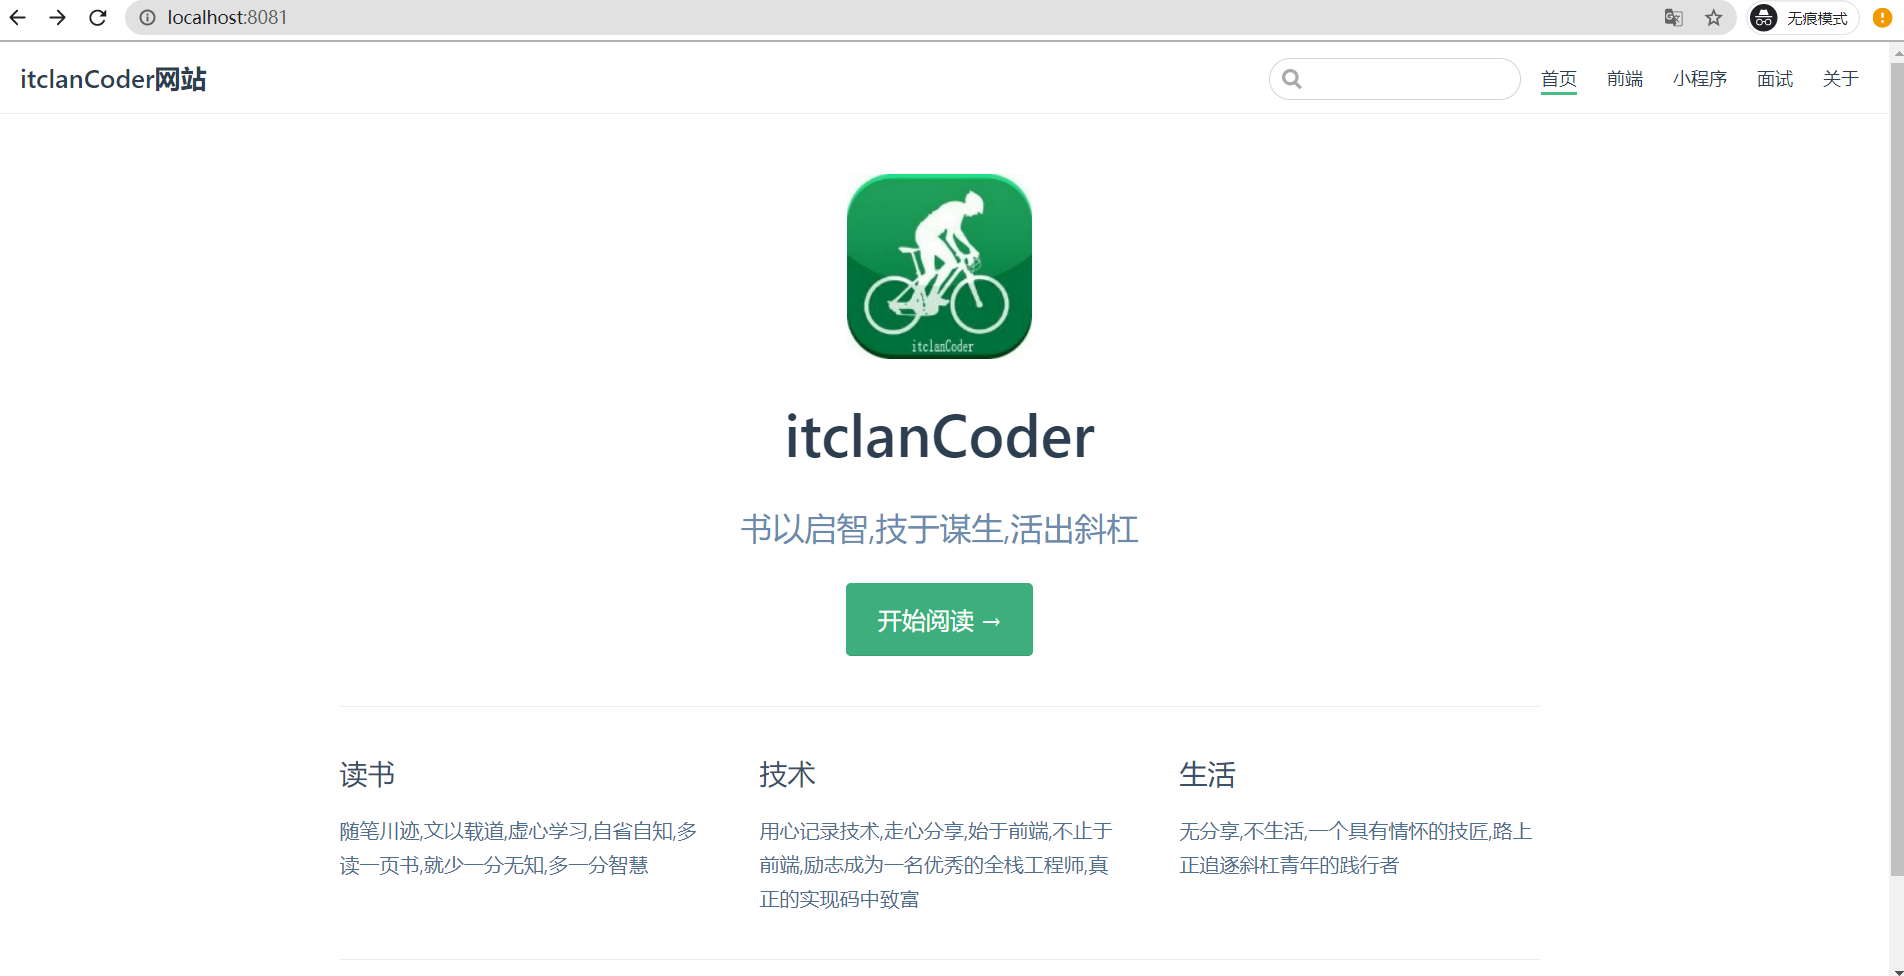 localhost:8081
无痕模式
itclanCoder网站
首页 前端 小程序 面试 关于
itclanCoder
itclanCoder
书以启智,技于谋生,活出斜杠
开始阅读 →
读书
随笔川迹,文以载道,虚心学习,自省自知,多
读一页书,就少一分无知,多一分智慧
技术
用心记录技术,走心分享,始于前端,不止于
前端,励志成为一名优秀的全栈工程师,真
正的实现码中致富
生活
无分享,不生活,一个具有情怀的技匠,路上
正追逐斜杠青年的践行者